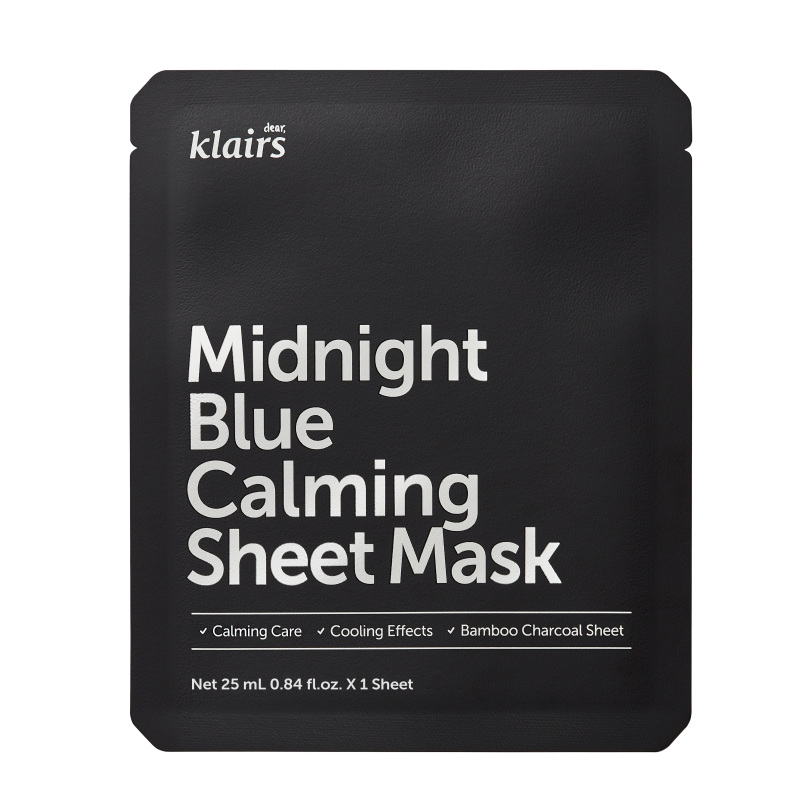 dear,
klairs
Midnight
Blue
Calming
Sheet Mask
✓ Calming Care ✓ Cooling Effects ✓ Bamboo Charcoal Sheet
Net 25 mL 0.84 fl.oz. X 1 Sheet